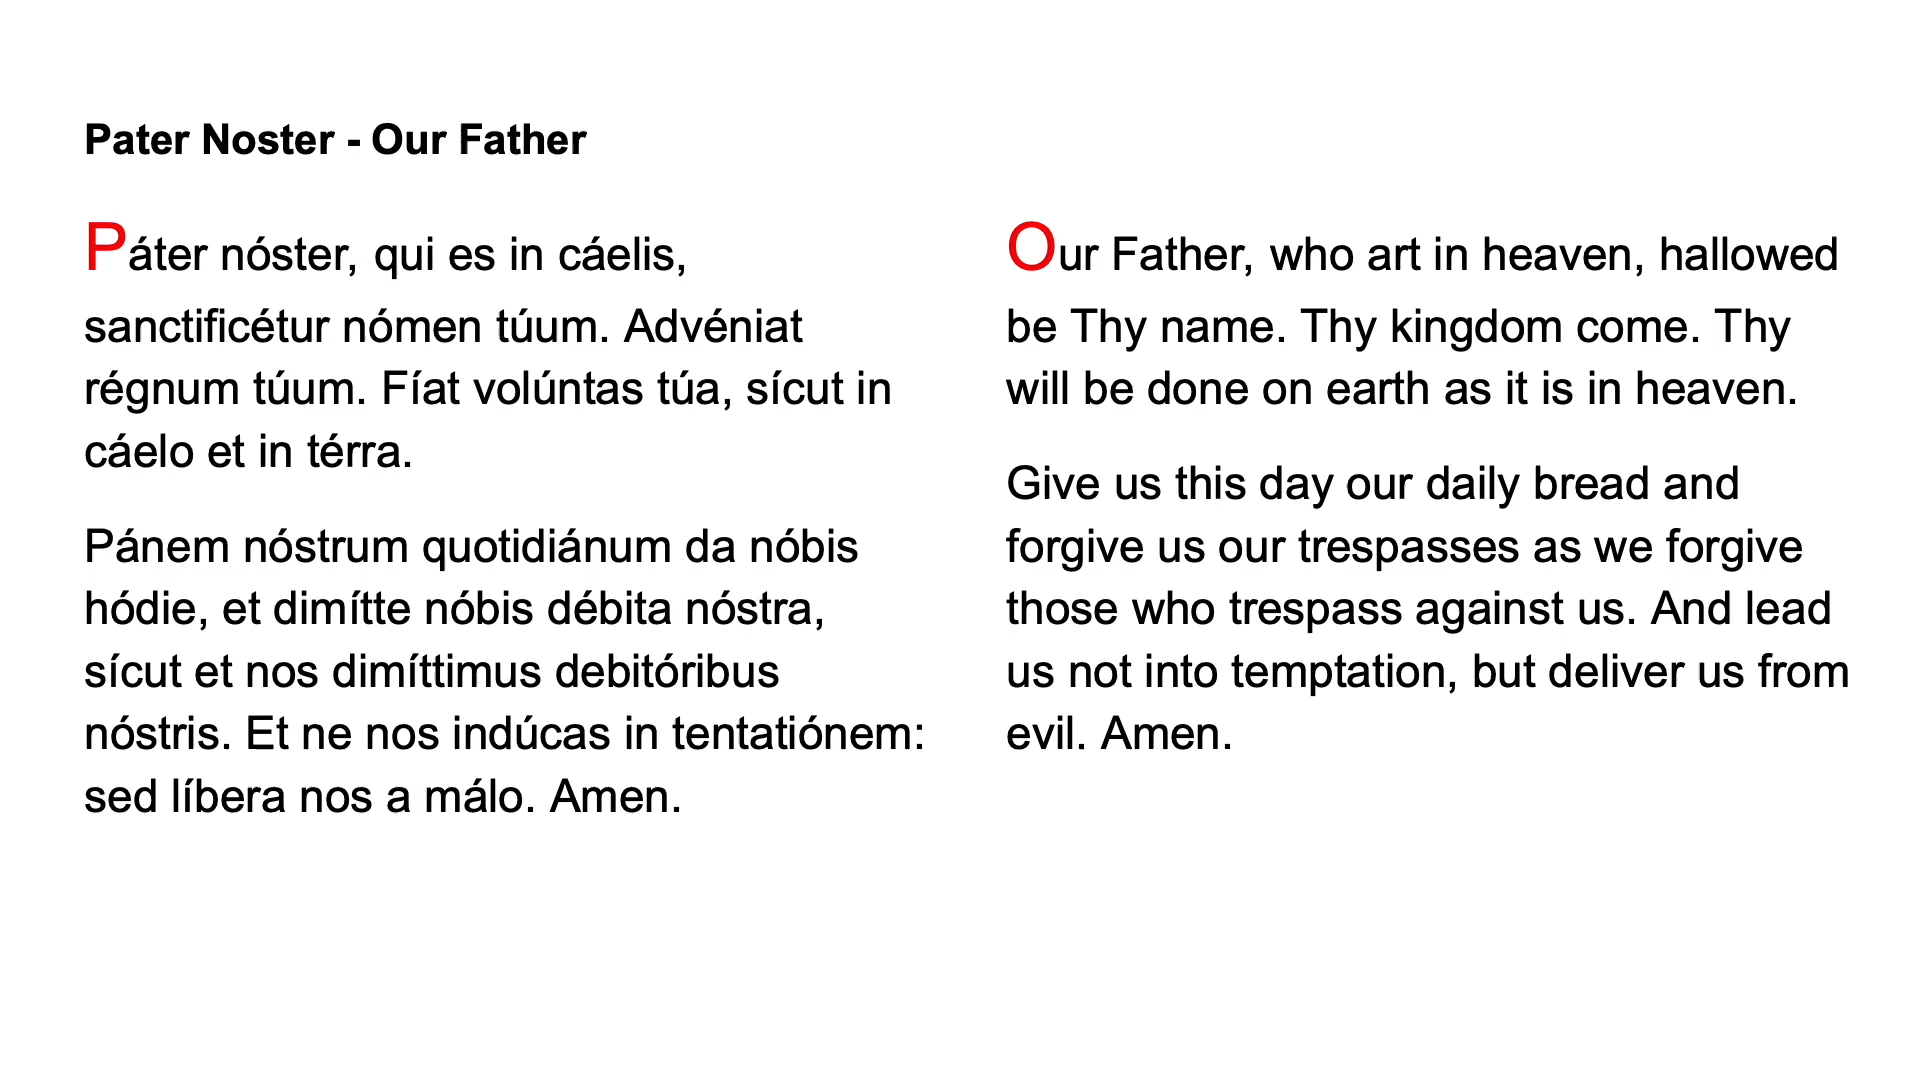 Pater Noster - Our Father
Páter nóster, qui es in cáelis,
sanctificétur nómen túum. Advéniat
régnum túum. Fíat volúntas túa, sícut in
cáelo et in térra.
Pánem nóstrum quotidiánum da nóbis
hódie, et dimítte nóbis débita nóstra,
sícut et nos dimíttimus debitóribus
nóstris. Et ne nos indúcas in tentatiónem:
sed líbera nos a málo. Amen.
Our Father, who art in heaven, hallowed
be Thy name. Thy kingdom come. Thy
will be done on earth as it is in heaven.
Give us this day our daily bread and
forgive us our trespasses as we forgive
those who trespass against us. And lead
us not into temptation, but deliver us from
evil. Amen.